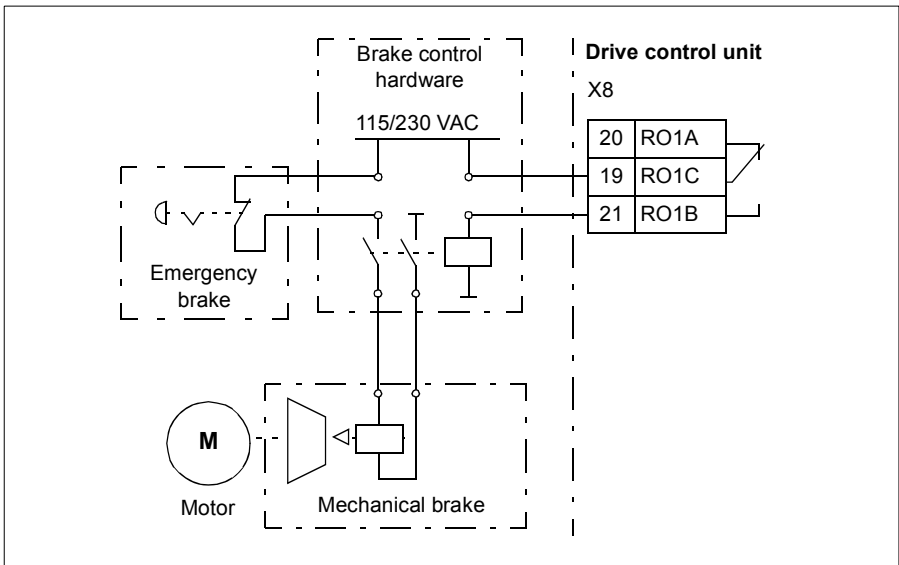 Brake control
hardware
115/230 VAC
Drive control unit
X8
20 RO1A
19 RO1C
21 RO1B
Emergency
brake
M
Motor
Mechanical brake